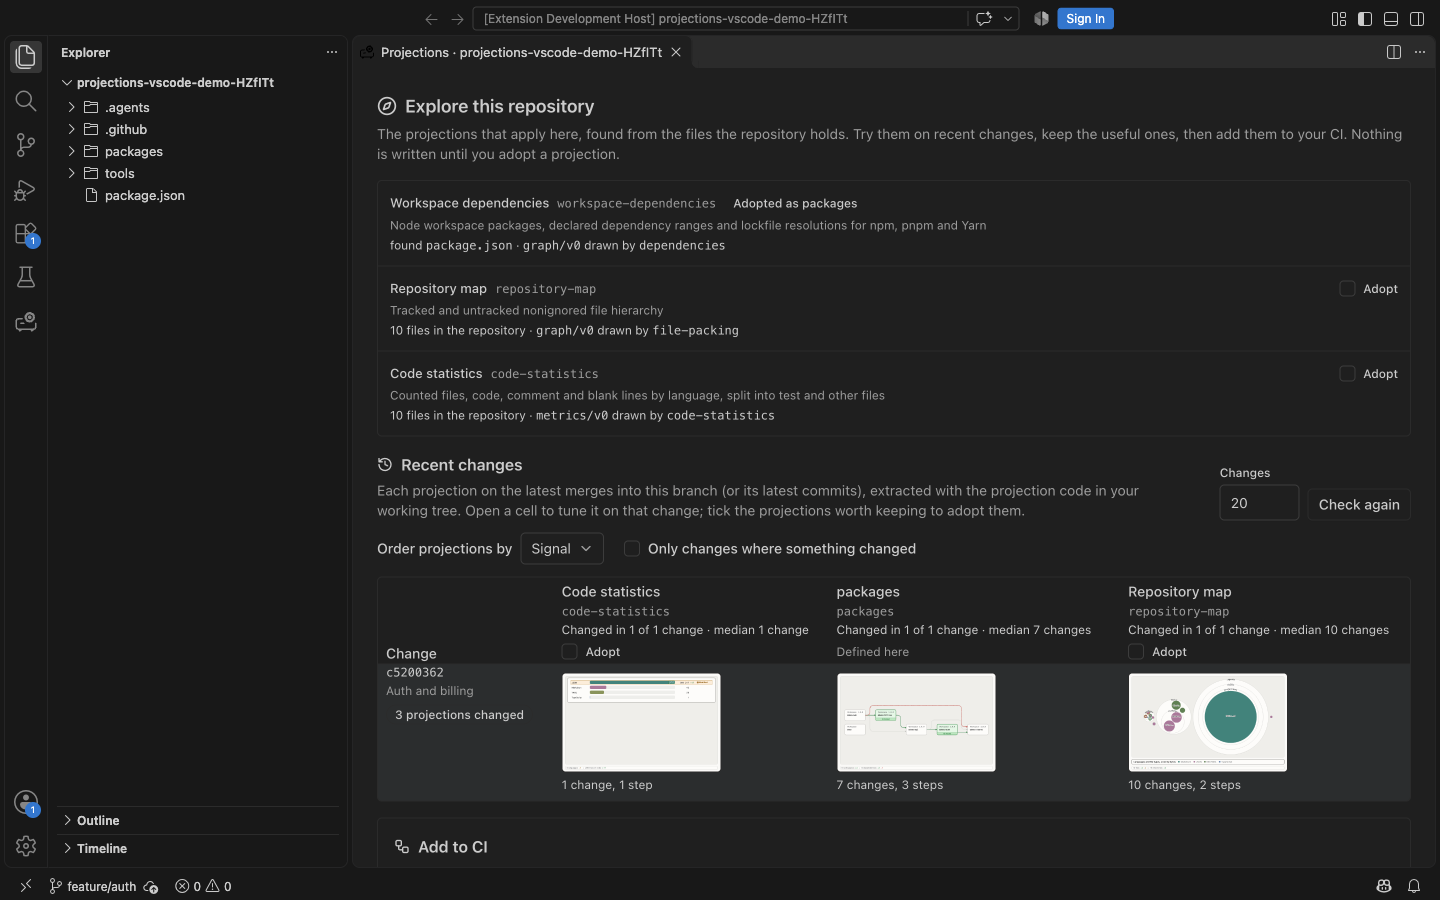 [Extension Development Host] projections-vscode-demo-HZfITt
Sign In
Explorer
projections-vscode-demo-HZfITt
.agents
.github
packages
tools
package.json
Outline
Timeline
1
1
feature/auth
0
0
Projections · projections-vscode-demo-HZfITt
Explore this repository
The projections that apply here, found from the files the repository holds. Try them on recent changes, keep the useful ones, then add them to your CI. Nothing
is written until you adopt a projection.
Workspace dependencies workspace-dependencies Adopted as packages
Node workspace packages, declared dependency ranges and lockfile resolutions for npm, pnpm and Yarn
found package.json · graph/v0 drawn by dependencies
Repository map repository-map
Adopt
Tracked and untracked nonignored file hierarchy
10 files in the repository · graph/v0 drawn by file-packing
Code statistics code-statistics
Adopt
Counted files, code, comment and blank lines by language, split into test and other files
10 files in the repository · metrics/v0 drawn by code-statistics
Recent changes
Each projection on the latest merges into this branch (or its latest commits), extracted with the projection code in your
working tree. Open a cell to tune it on that change; tick the projections worth keeping to adopt them.
Changes
20
Check again
Order projections by
Signal
Only changes where something changed
Change
Code statistics
code-statistics
Changed in 1 of 1 change · median 1 change
Adopt
packages
packages
Changed in 1 of 1 change · median 7 changes
Defined here
Repository map
repository-map
Changed in 1 of 1 change · median 10 changes
Adopt
c5200362
Auth and billing
3 projections changed
1 change, 1 step
7 changes, 3 steps
10 changes, 2 steps
Add to CI